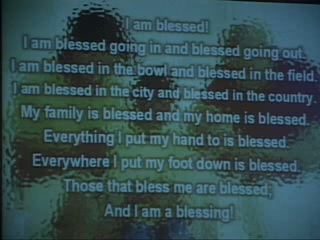 I am blessed!
I am blessed going in and blessed going out.
I am blessed in the bowl and blessed in the field.
I am blessed in the city and blessed in the country.
My family is blessed and my home is blessed.
Everything I put my hand to is blessed.
Everywhere I put my foot down is blessed.
Those that bless me are blessed;
And I am a blessing!